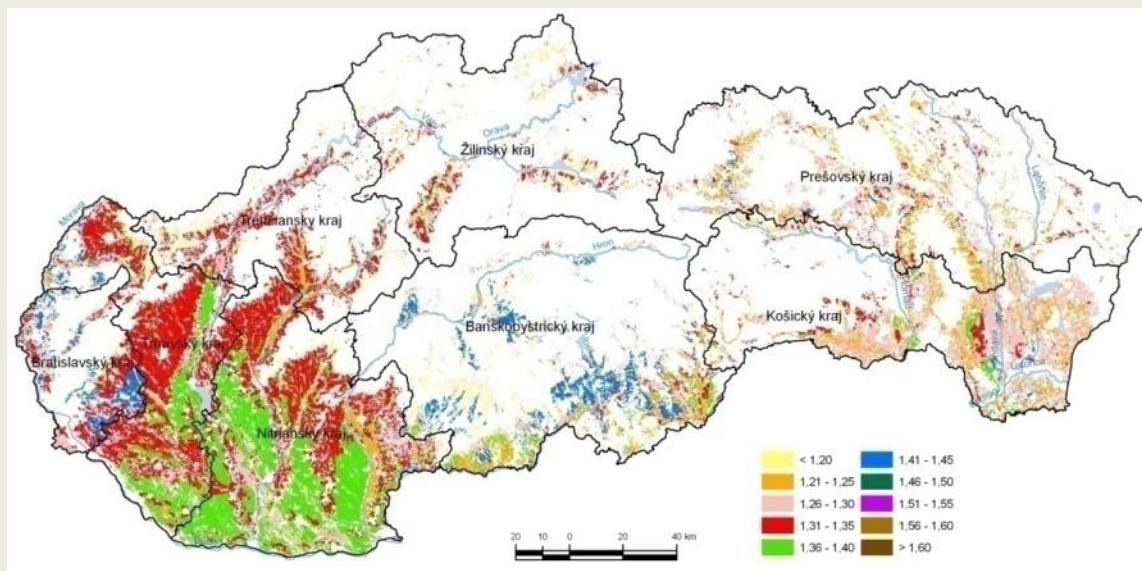 Žilinský kraj
Orava
Váh
Prešovský kraj
Trenčiansky kraj
Morava
Hron
Banskobystrický kraj
Košický kraj
Bratislavský kraj
Nitriansky kraj
< 1,20
1,21 - 1,25
1,26 - 1,30
1,31 - 1,35
1,36 - 1,40
1,41 - 1,45
1,46 - 1,50
1,51 - 1,55
1,56 - 1,60
> 1,60
20 10 0 20 40 km